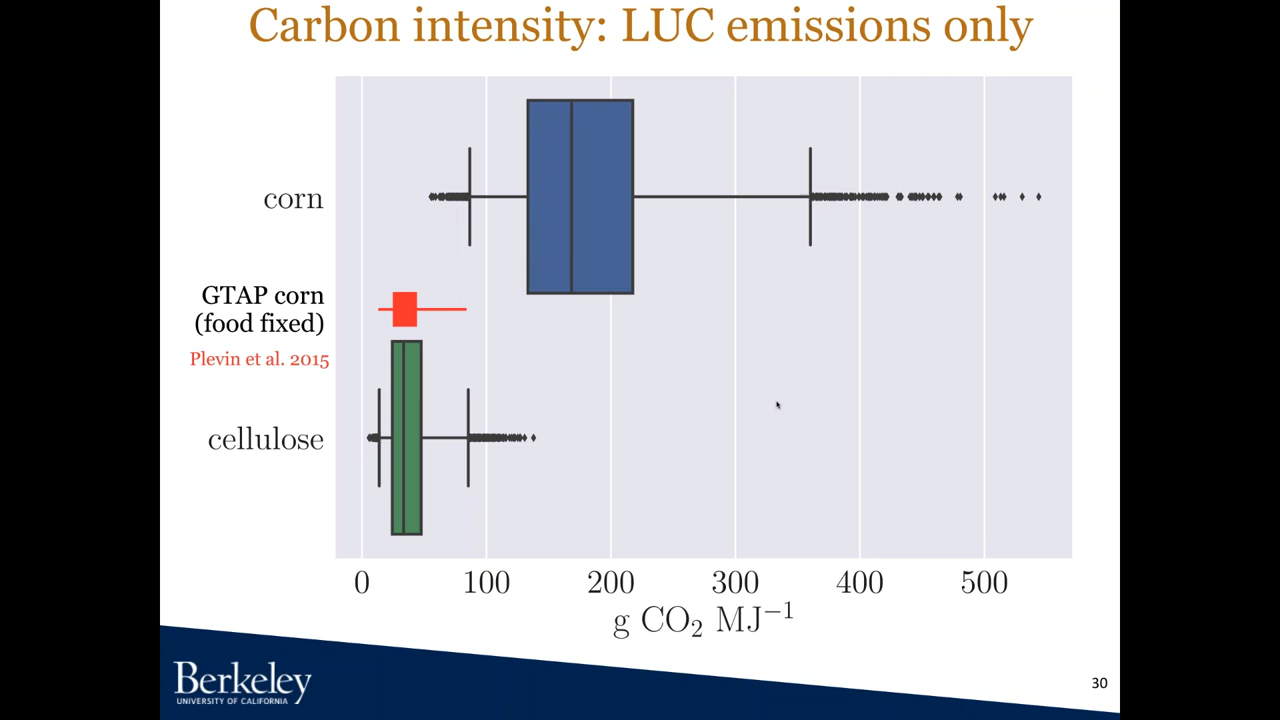 Carbon intensity: LUC emissions only
corn
GTAP corn
(food fixed)
Plevin et al. 2015
cellulose
0 100 200 300 400 500
g CO₂ MJ⁻¹
Berkeley
UNIVERSITY OF CALIFORNIA
30